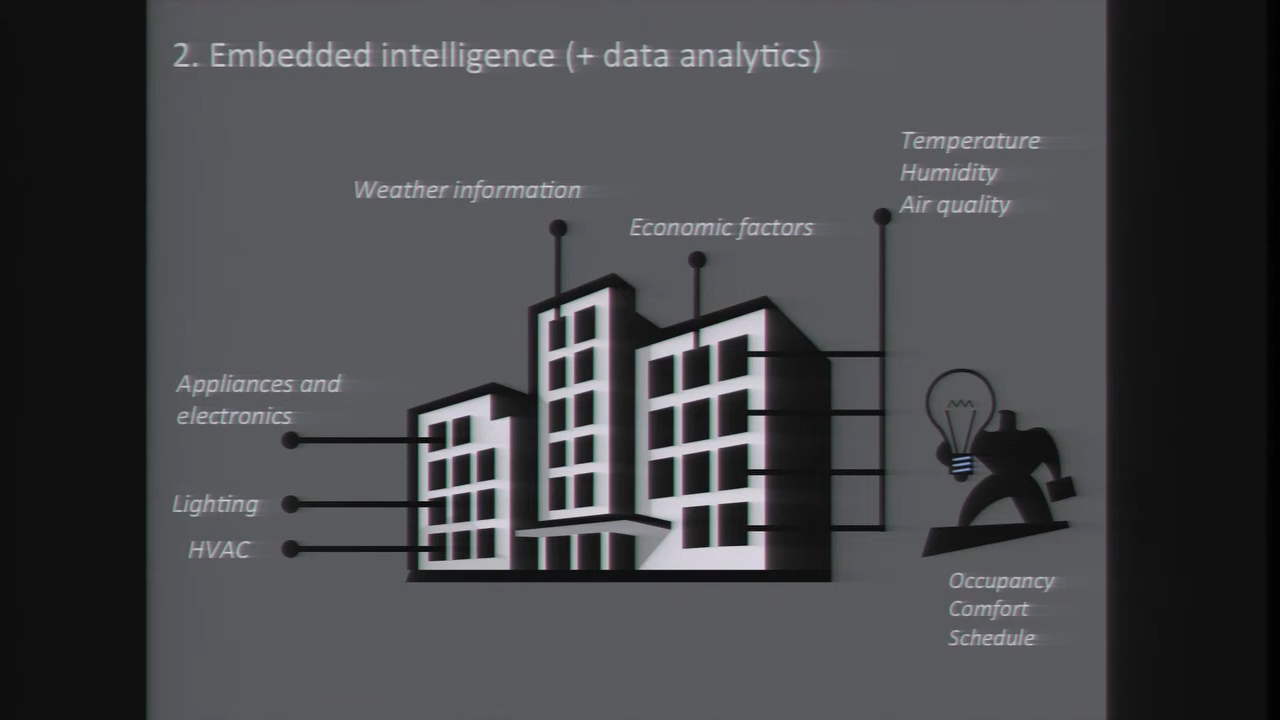 2. Embedded intelligence (+ data analytics)
Temperature
Humidity
Air quality
Weather information
Economic factors
Appliances and
electronics
Lighting
HVAC
Occupancy
Comfort
Schedule